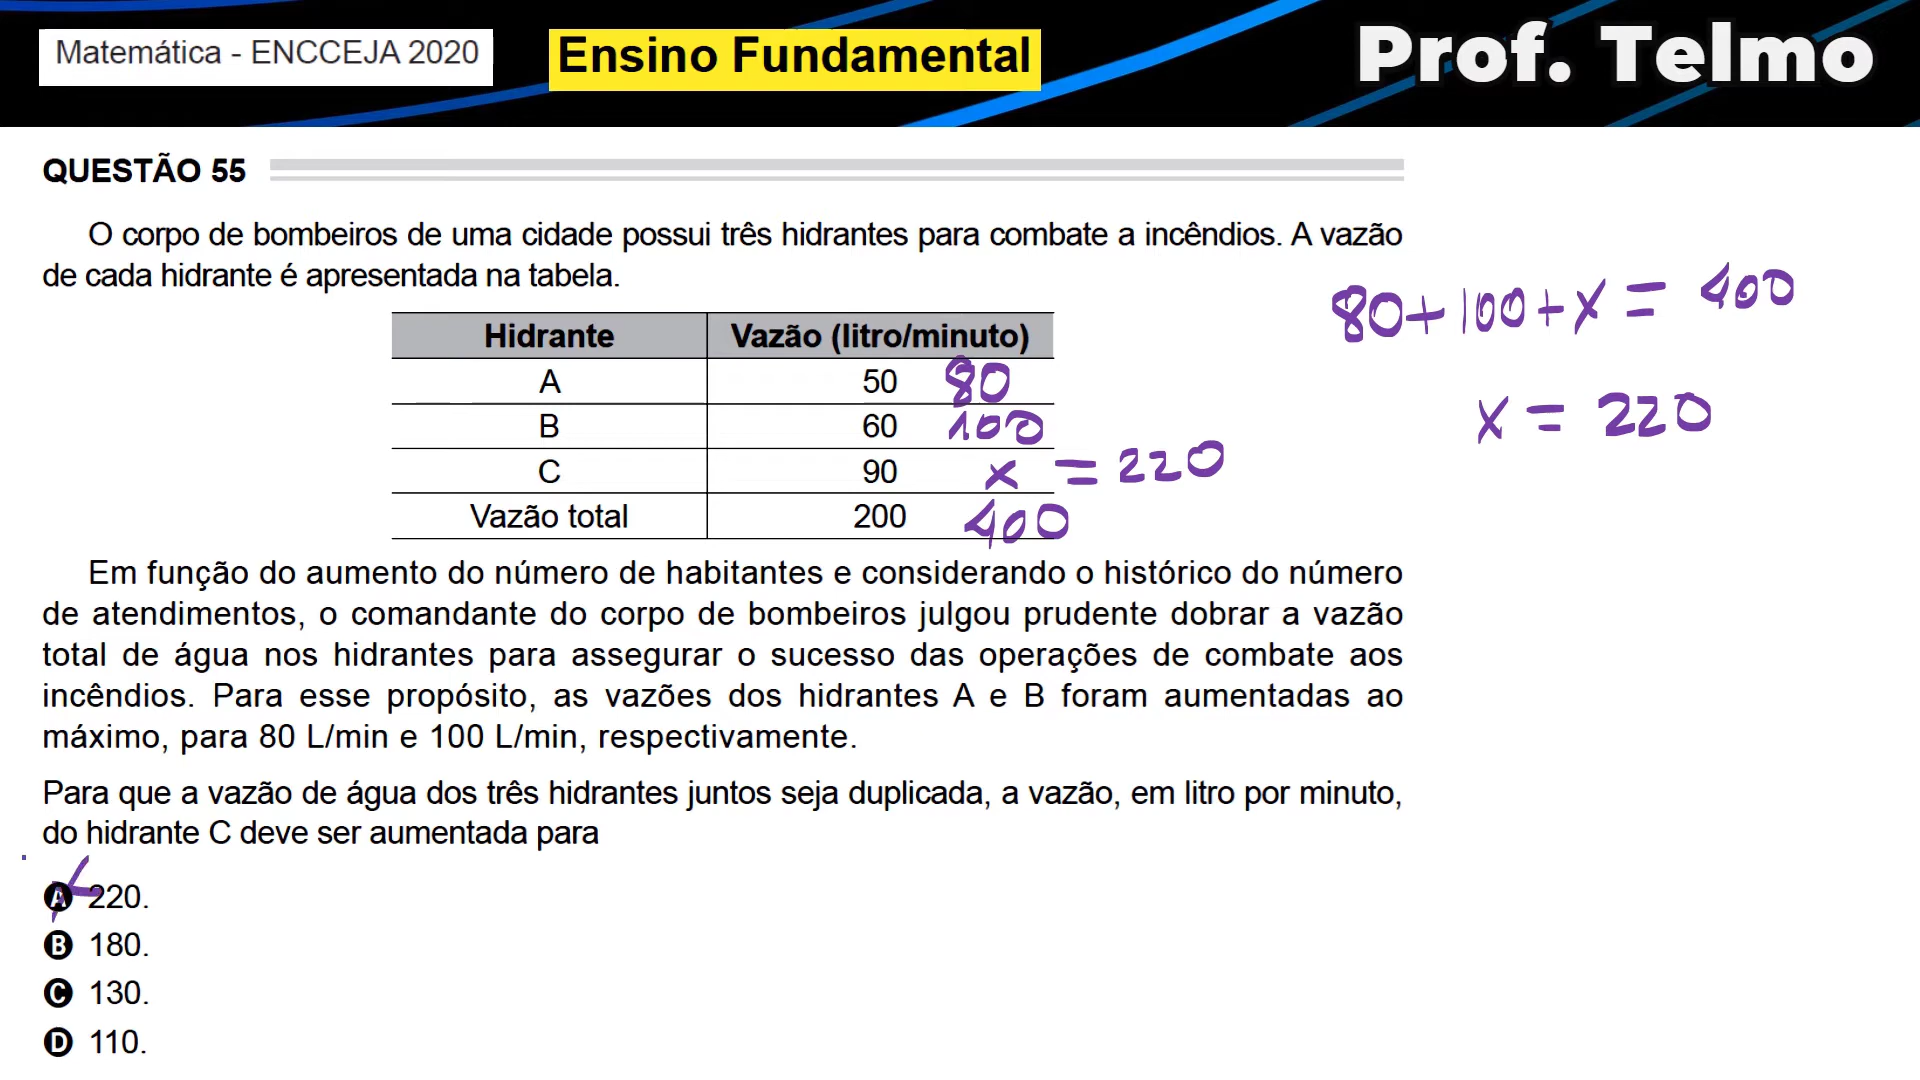 Matemática - ENCCEJA 2020
Ensino Fundamental
Prof. Telmo
QUESTÃO 55
O corpo de bombeiros de uma cidade possui três hidrantes para combate a incêndios. A vazão
de cada hidrante é apresentada na tabela.
80+100+x = 400
x = 220
Hidrante Vazão (litro/minuto)
A 50 80
B 60 100
C 90 x = 220
Vazão total 200 400
Em função do aumento do número de habitantes e considerando o histórico do número
de atendimentos, o comandante do corpo de bombeiros julgou prudente dobrar a vazão
total de água nos hidrantes para assegurar o sucesso das operações de combate aos
incêndios. Para esse propósito, as vazões dos hidrantes A e B foram aumentadas ao
máximo, para 80 L/min e 100 L/min, respectivamente.
Para que a vazão de água dos três hidrantes juntos seja duplicada, a vazão, em litro por minuto,
do hidrante C deve ser aumentada para
A 220.
B 180.
C 130.
D 110.